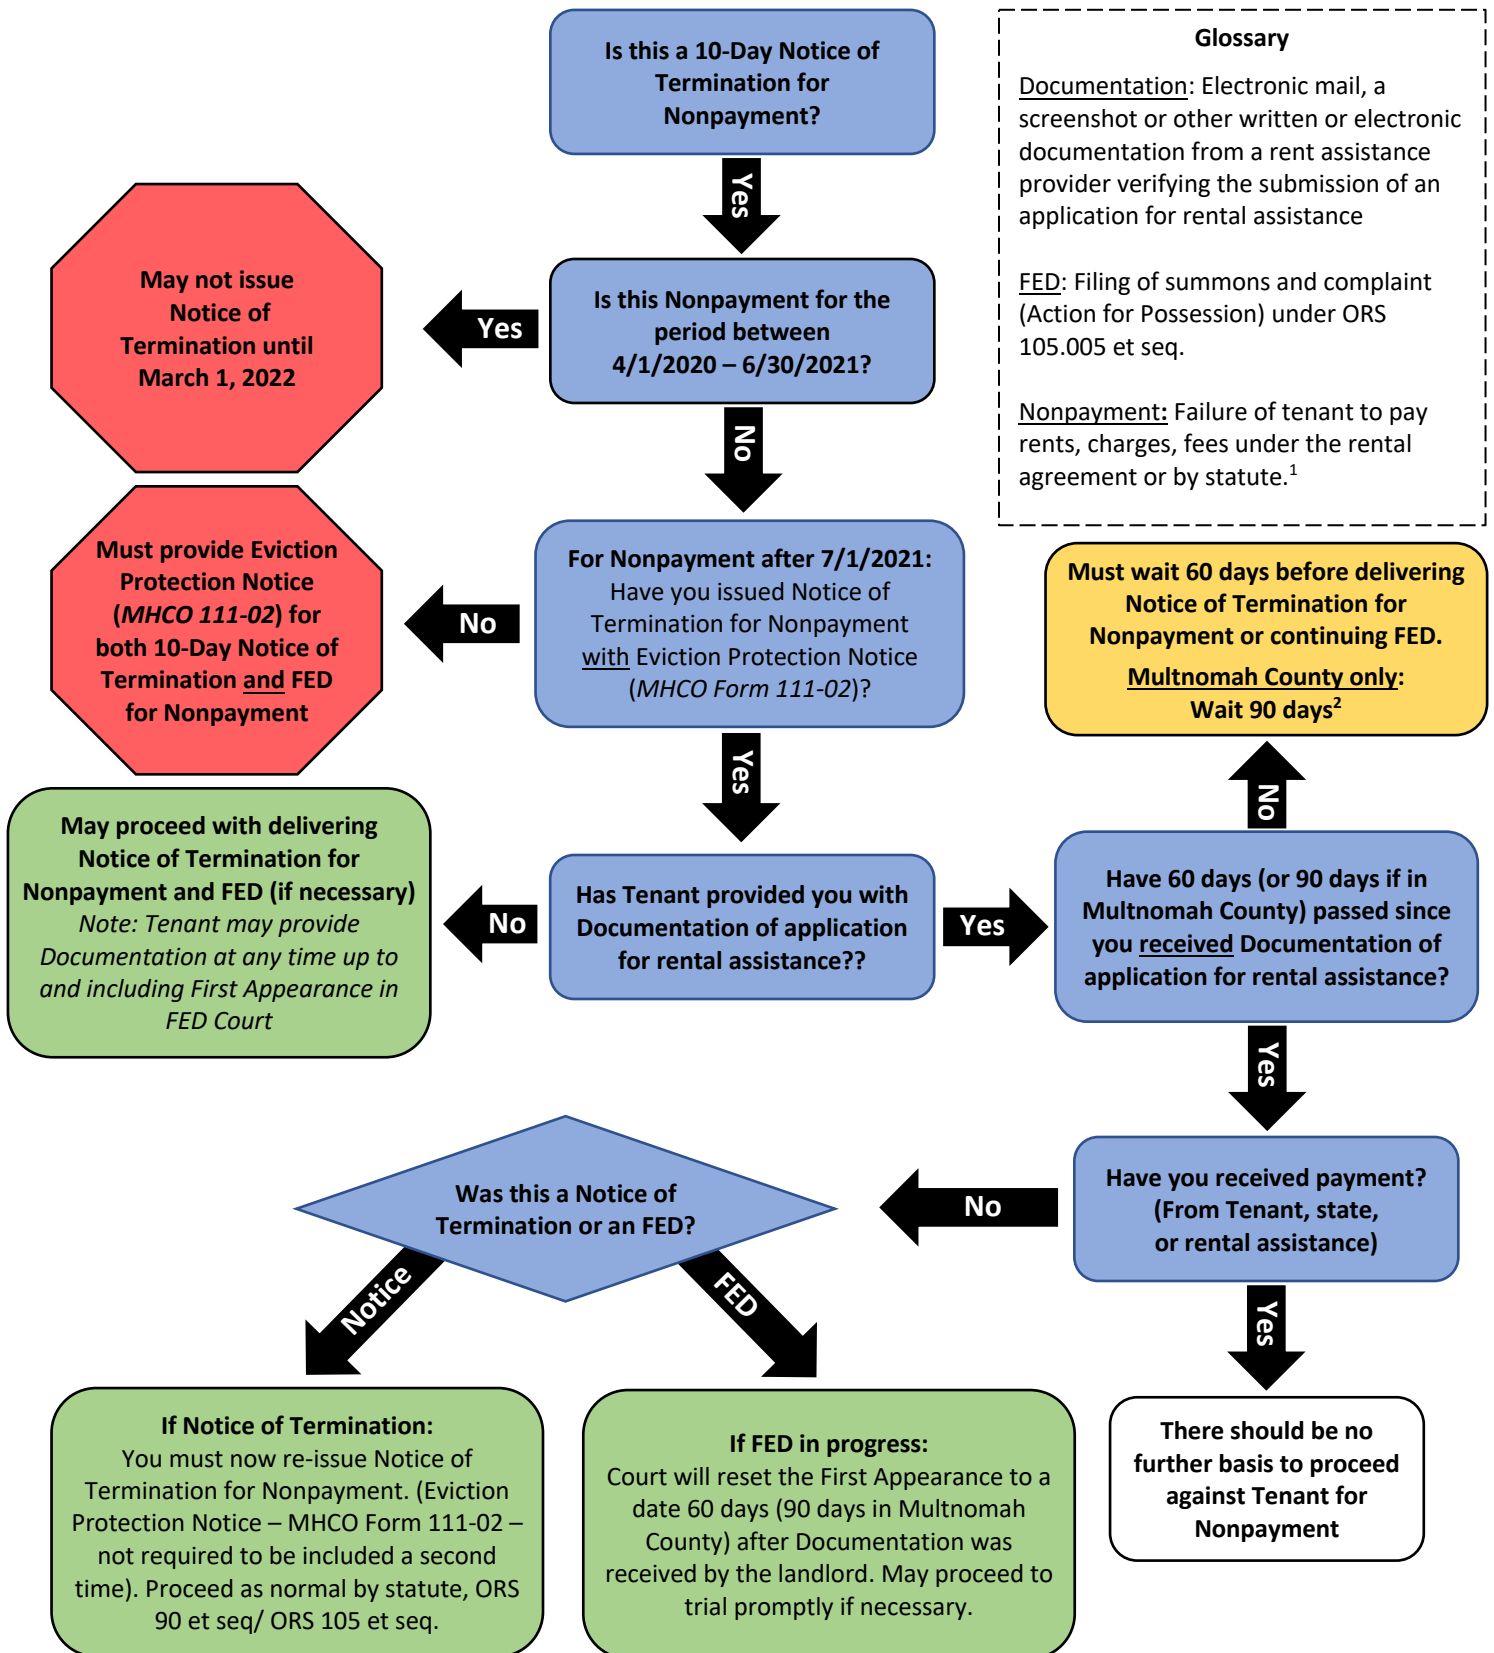 Is this a 10-Day Notice of
Termination for
Nonpayment?
Glossary
Documentation: Electronic mail, a
screenshot or other written or electronic
documentation from a rent assistance
provider verifying the submission of an
application for rental assistance
FED: Filing of summons and complaint
(Action for Possession) under ORS
105.005 et seq.
Nonpayment: Failure of tenant to pay
rents, charges, fees under the rental
agreement or by statute.1
Yes
Is this Nonpayment for the
period between
4/1/2020 – 6/30/2021?
Yes
May not issue
Notice of
Termination until
March 1, 2022
No
For Nonpayment after 7/1/2021:
Have you issued Notice of
Termination for Nonpayment
with Eviction Protection Notice
(MHCO Form 111-02)?
No
Must provide Eviction
Protection Notice
(MHCO 111-02) for
both 10-Day Notice of
Termination and FED
for Nonpayment
Yes
Has Tenant provided you with
Documentation of application
for rental assistance??
No
May proceed with delivering
Notice of Termination for
Nonpayment and FED (if necessary)
Note: Tenant may provide
Documentation at any time up to
and including First Appearance in
FED Court
Yes
Have 60 days (or 90 days if in
Multnomah County) passed since
you received Documentation of
application for rental assistance?
No
Must wait 60 days before delivering
Notice of Termination for
Nonpayment or continuing FED.
Multnomah County only:
Wait 90 days2
Yes
Have you received payment?
(From Tenant, state,
or rental assistance)
No
Was this a Notice of
Termination or an FED?
Yes
There should be no
further basis to proceed
against Tenant for
Nonpayment
Notice
If Notice of Termination:
You must now re-issue Notice of
Termination for Nonpayment. (Eviction
Protection Notice – MHCO Form 111-02 –
not required to be included a second
time). Proceed as normal by statute, ORS
90 et seq/ ORS 105 et seq.
FED
If FED in progress:
Court will reset the First Appearance to a
date 60 days (90 days in Multnomah
County) after Documentation was
received by the landlord. May proceed to
trial promptly if necessary.